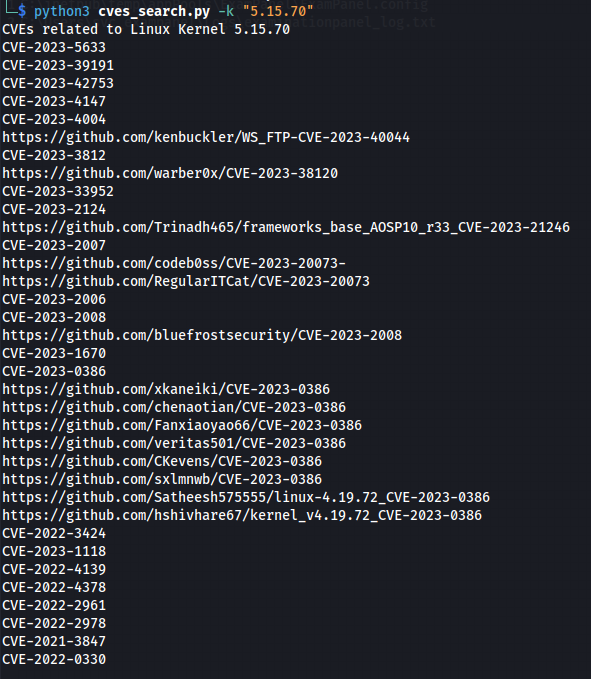 └─$ python3 cves_search.py -k "5.15.70"
CVEs related to Linux Kernel 5.15.70
CVE-2023-5633
CVE-2023-39191
CVE-2023-42753
CVE-2023-4147
CVE-2023-4004
https://github.com/kenbuckler/WS_FTP-CVE-2023-40044
CVE-2023-3812
https://github.com/warber0x/CVE-2023-38120
CVE-2023-33952
CVE-2023-2124
https://github.com/Trinadh465/frameworks_base_AOSP10_r33_CVE-2023-21246
CVE-2023-2007
https://github.com/codeb0ss/CVE-2023-20073-
https://github.com/RegularITCat/CVE-2023-20073
CVE-2023-2006
CVE-2023-2008
https://github.com/bluefrostsecurity/CVE-2023-2008
CVE-2023-1670
CVE-2023-0386
https://github.com/xkaneiki/CVE-2023-0386
https://github.com/chenaotian/CVE-2023-0386
https://github.com/Fanxiaoyao66/CVE-2023-0386
https://github.com/veritas501/CVE-2023-0386
https://github.com/CKevens/CVE-2023-0386
https://github.com/sxlmnwb/CVE-2023-0386
https://github.com/Satheesh575555/linux-4.19.72_CVE-2023-0386
https://github.com/hshivhare67/kernel_v4.19.72_CVE-2023-0386
CVE-2022-3424
CVE-2023-1118
CVE-2022-4139
CVE-2022-4378
CVE-2022-2961
CVE-2022-2978
CVE-2021-3847
CVE-2022-0330